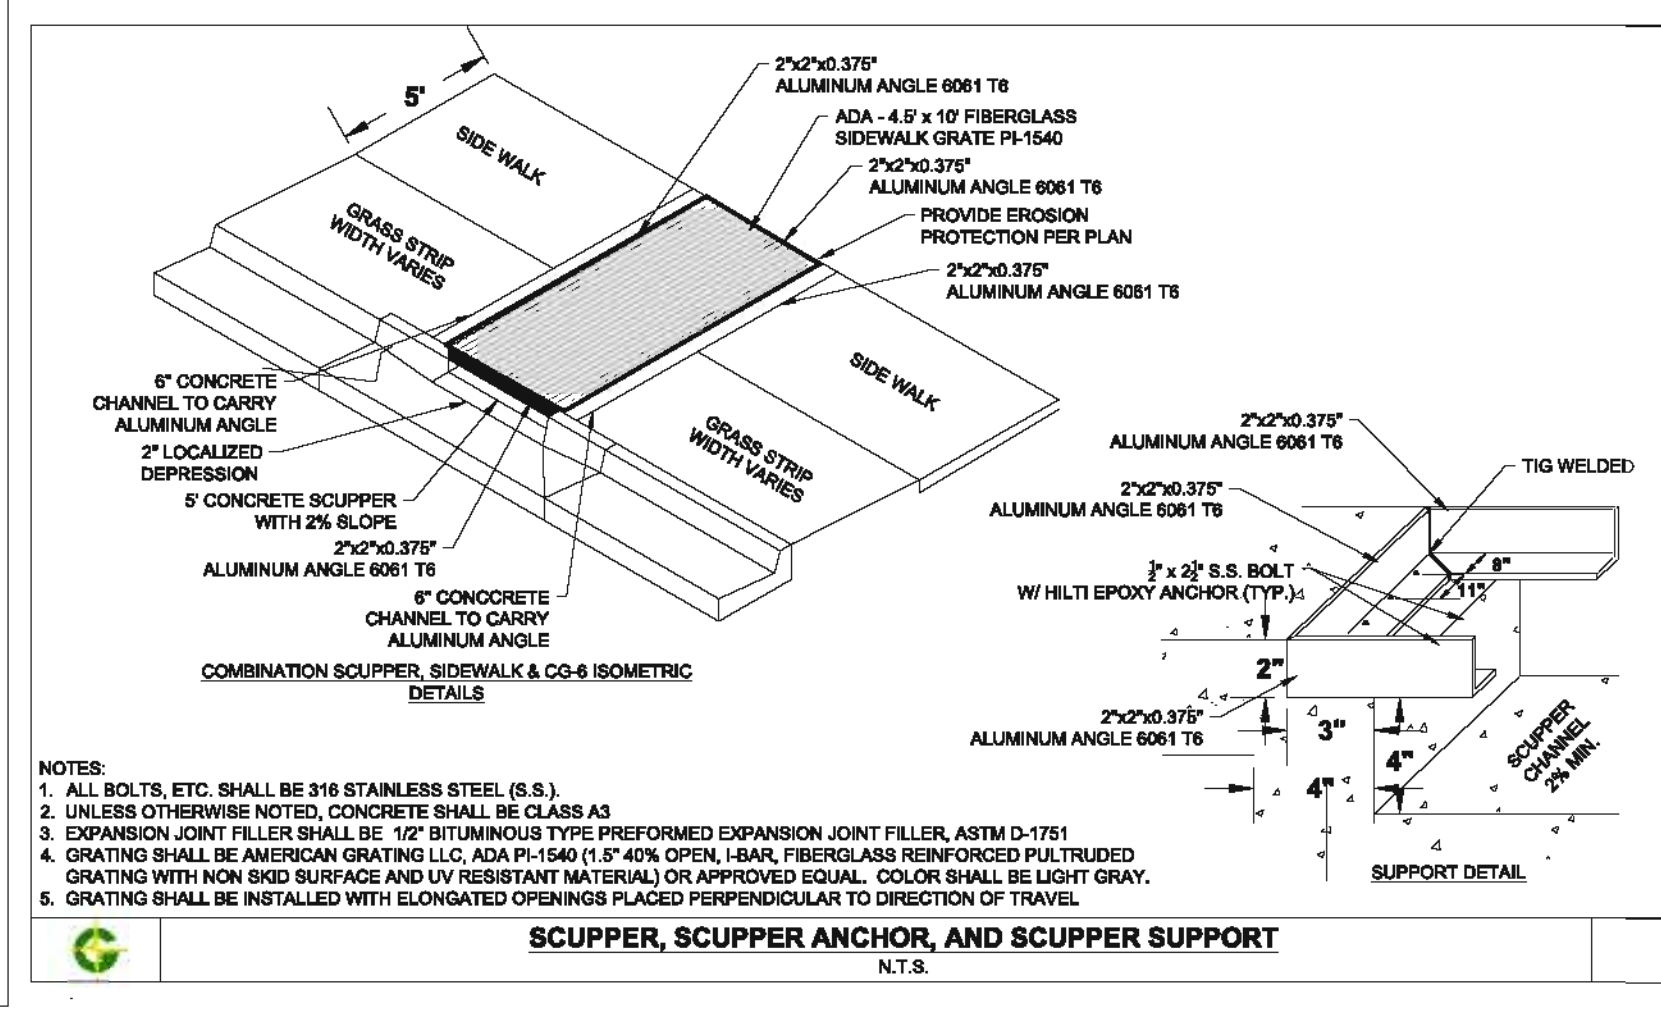 5'
SIDE WALK
GRASS STRIP
WIDTH VARIES
2"x2"x0.375"
ALUMINUM ANGLE 6061 T6
ADA - 4.5' x 10' FIBERGLASS
SIDEWALK GRATE PI-1540
2"x2"x0.375"
ALUMINUM ANGLE 6061 T6
PROVIDE EROSION
PROTECTION PER PLAN
2"x2"x0.375"
ALUMINUM ANGLE 6061 T6
SIDE WALK
GRASS STRIP
WIDTH VARIES
6" CONCRETE
CHANNEL TO CARRY
ALUMINUM ANGLE
2" LOCALIZED
DEPRESSION
5' CONCRETE SCUPPER
WITH 2% SLOPE
2"x2"x0.375"
ALUMINUM ANGLE 6061 T6
6" CONCCRETE
CHANNEL TO CARRY
ALUMINUM ANGLE
COMBINATION SCUPPER, SIDEWALK & CG-6 ISOMETRIC
DETAILS
2"x2"x0.375"
ALUMINUM ANGLE 6061 T6
TIG WELDED
2"x2"x0.375"
ALUMINUM ANGLE 6061 T6
½" x 2½" S.S. BOLT
W/ HILTI EPOXY ANCHOR (TYP.)
11"
2"
2"x2"x0.375"
ALUMINUM ANGLE 6061 T6
3"
4"
4"
SCUPPER
CHANNEL
2% MIN.
SUPPORT DETAIL
NOTES:
1. ALL BOLTS, ETC. SHALL BE 316 STAINLESS STEEL (S.S.).
2. UNLESS OTHERWISE NOTED, CONCRETE SHALL BE CLASS A3
3. EXPANSION JOINT FILLER SHALL BE 1/2" BITUMINOUS TYPE PREFORMED EXPANSION JOINT FILLER, ASTM D-1751
4. GRATING SHALL BE AMERICAN GRATING LLC, ADA PI-1540 (1.5" 40% OPEN, I-BAR, FIBERGLASS REINFORCED PULTRUDED
GRATING WITH NON SKID SURFACE AND UV RESISTANT MATERIAL) OR APPROVED EQUAL. COLOR SHALL BE LIGHT GRAY.
5. GRATING SHALL BE INSTALLED WITH ELONGATED OPENINGS PLACED PERPENDICULAR TO DIRECTION OF TRAVEL
SCUPPER, SCUPPER ANCHOR, AND SCUPPER SUPPORT
N.T.S.